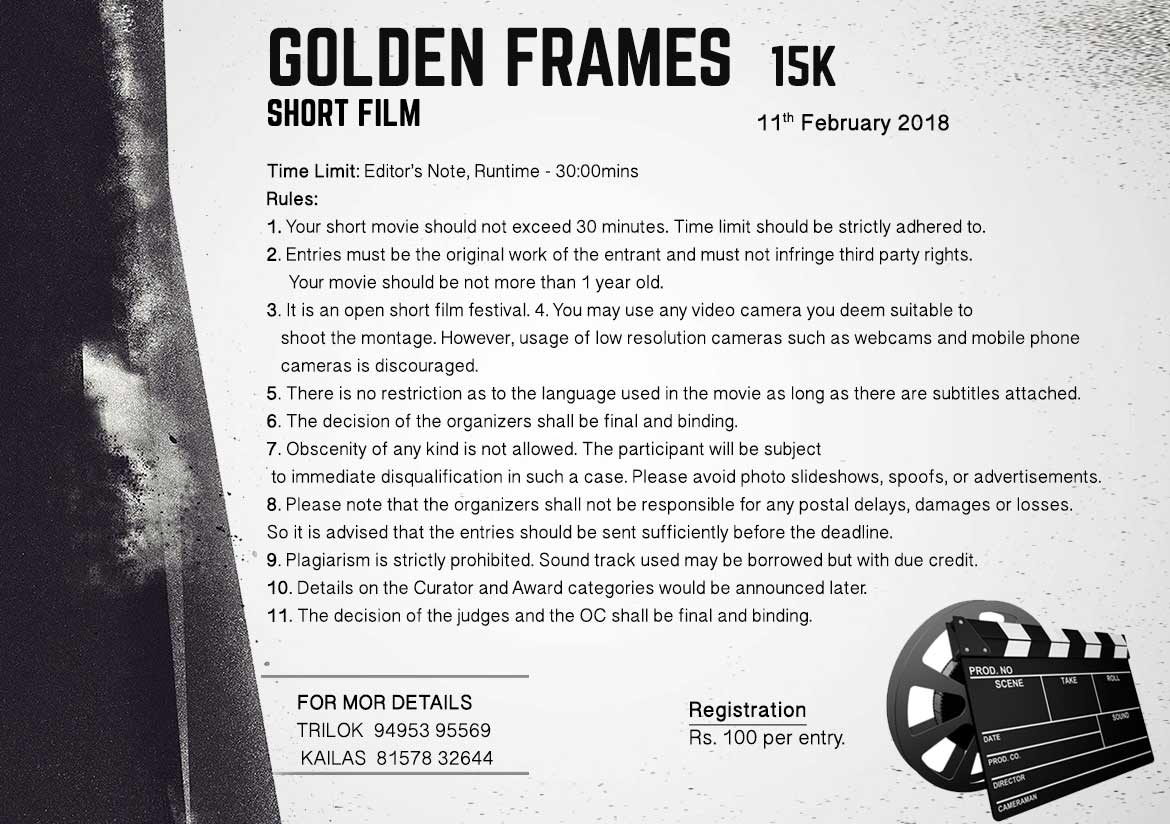 GOLDEN FRAMES 15K
SHORT FILM
11th February 2018
Time Limit: Editor's Note, Runtime - 30:00mins
Rules:
1. Your short movie should not exceed 30 minutes. Time limit should be strictly adhered to.
2. Entries must be the original work of the entrant and must not infringe third party rights.
Your movie should be not more than 1 year old.
3. It is an open short film festival. 4. You may use any video camera you deem suitable to
shoot the montage. However, usage of low resolution cameras such as webcams and mobile phone
cameras is discouraged.
5. There is no restriction as to the language used in the movie as long as there are subtitles attached.
6. The decision of the organizers shall be final and binding.
7. Obscenity of any kind is not allowed. The participant will be subject
to immediate disqualification in such a case. Please avoid photo slideshows, spoofs, or advertisements.
8. Please note that the organizers shall not be responsible for any postal delays, damages or losses.
So it is advised that the entries should be sent sufficiently before the deadline.
9. Plagiarism is strictly prohibited. Sound track used may be borrowed but with due credit.
10. Details on the Curator and Award categories would be announced later.
11. The decision of the judges and the OC shall be final and binding.
FOR MOR DETAILS
TRILOK 94953 95569
KAILAS 81578 32644
Registration
Rs. 100 per entry.
PROD. NO
SCENE TAKE ROLL
SOUND
DATE
PROD. CO.
DIRECTOR
CAMERAMAN